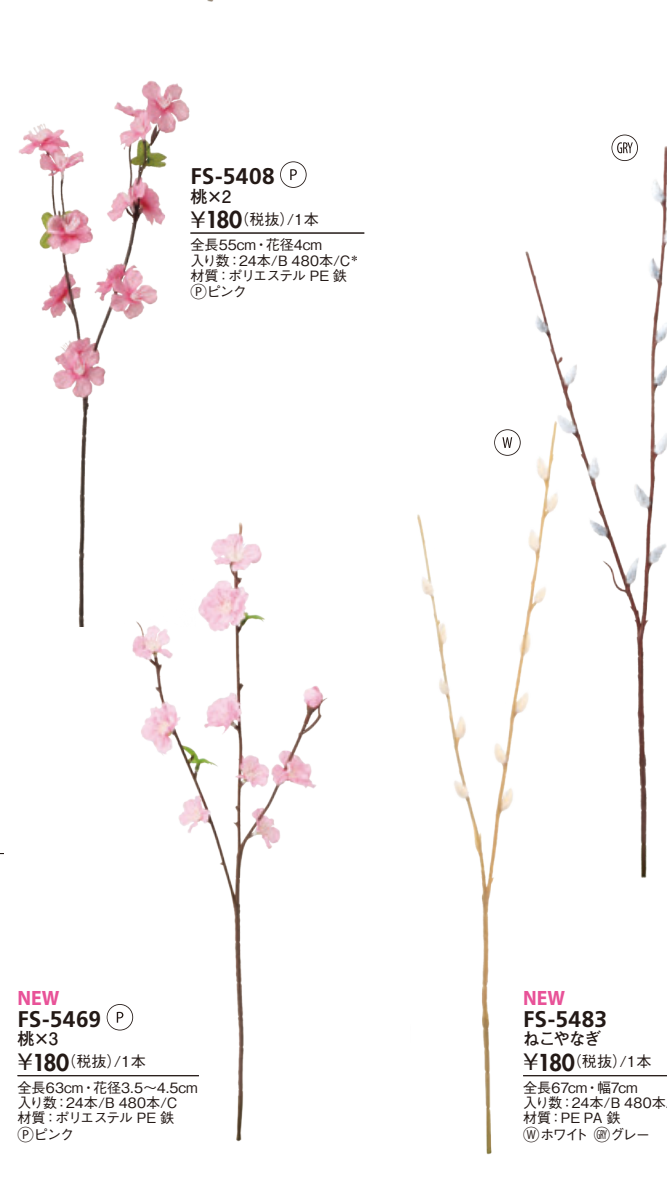 FS-5408 Ⓟ
桃×2
¥180(税抜)/1本
全長55cm・花径4cm
入り数：24本/B 480本/C*
材質：ポリエステル PE 鉄
Ⓟピンク
GRY
W
NEW
FS-5469 Ⓟ
桃×3
¥180(税抜)/1本
全長63cm・花径3.5〜4.5cm
入り数：24本/B 480本/C
材質：ポリエステル PE 鉄
Ⓟピンク
NEW
FS-5483
ねこやなぎ
¥180(税抜)/1本
全長67cm・幅7cm
入り数：24本/B 480本
材質：PE PA 鉄
Ⓦホワイト GRYグレー